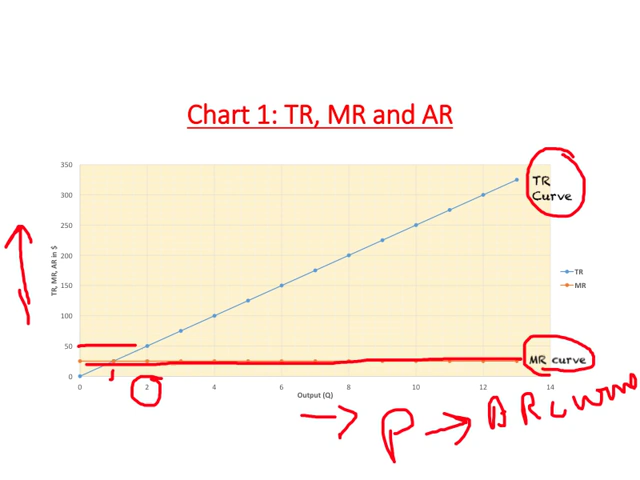 Chart 1: TR, MR and AR
350
300
250
200
150
100
50
0
TR, MR, AR in $
0 2 4 6 8 10 12 14
Output (Q)
TR
Curve
TR
MR
MR curve
1
P → AR